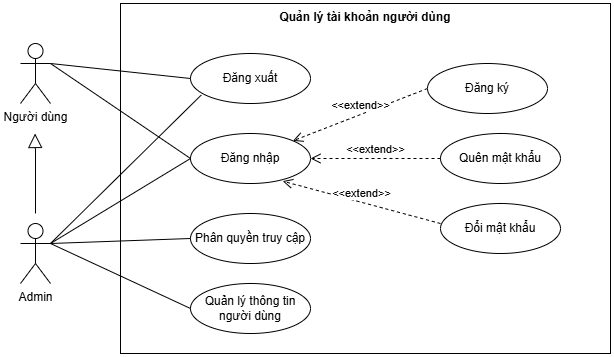 Quản lý tài khoản người dùng
Đăng xuất
Đăng ký
<<extend>>
Người dùng
Đăng nhập
<<extend>>
Quên mật khẩu
<<extend>>
Đổi mật khẩu
Phân quyền truy cập
Admin
Quản lý thông tin
người dùng